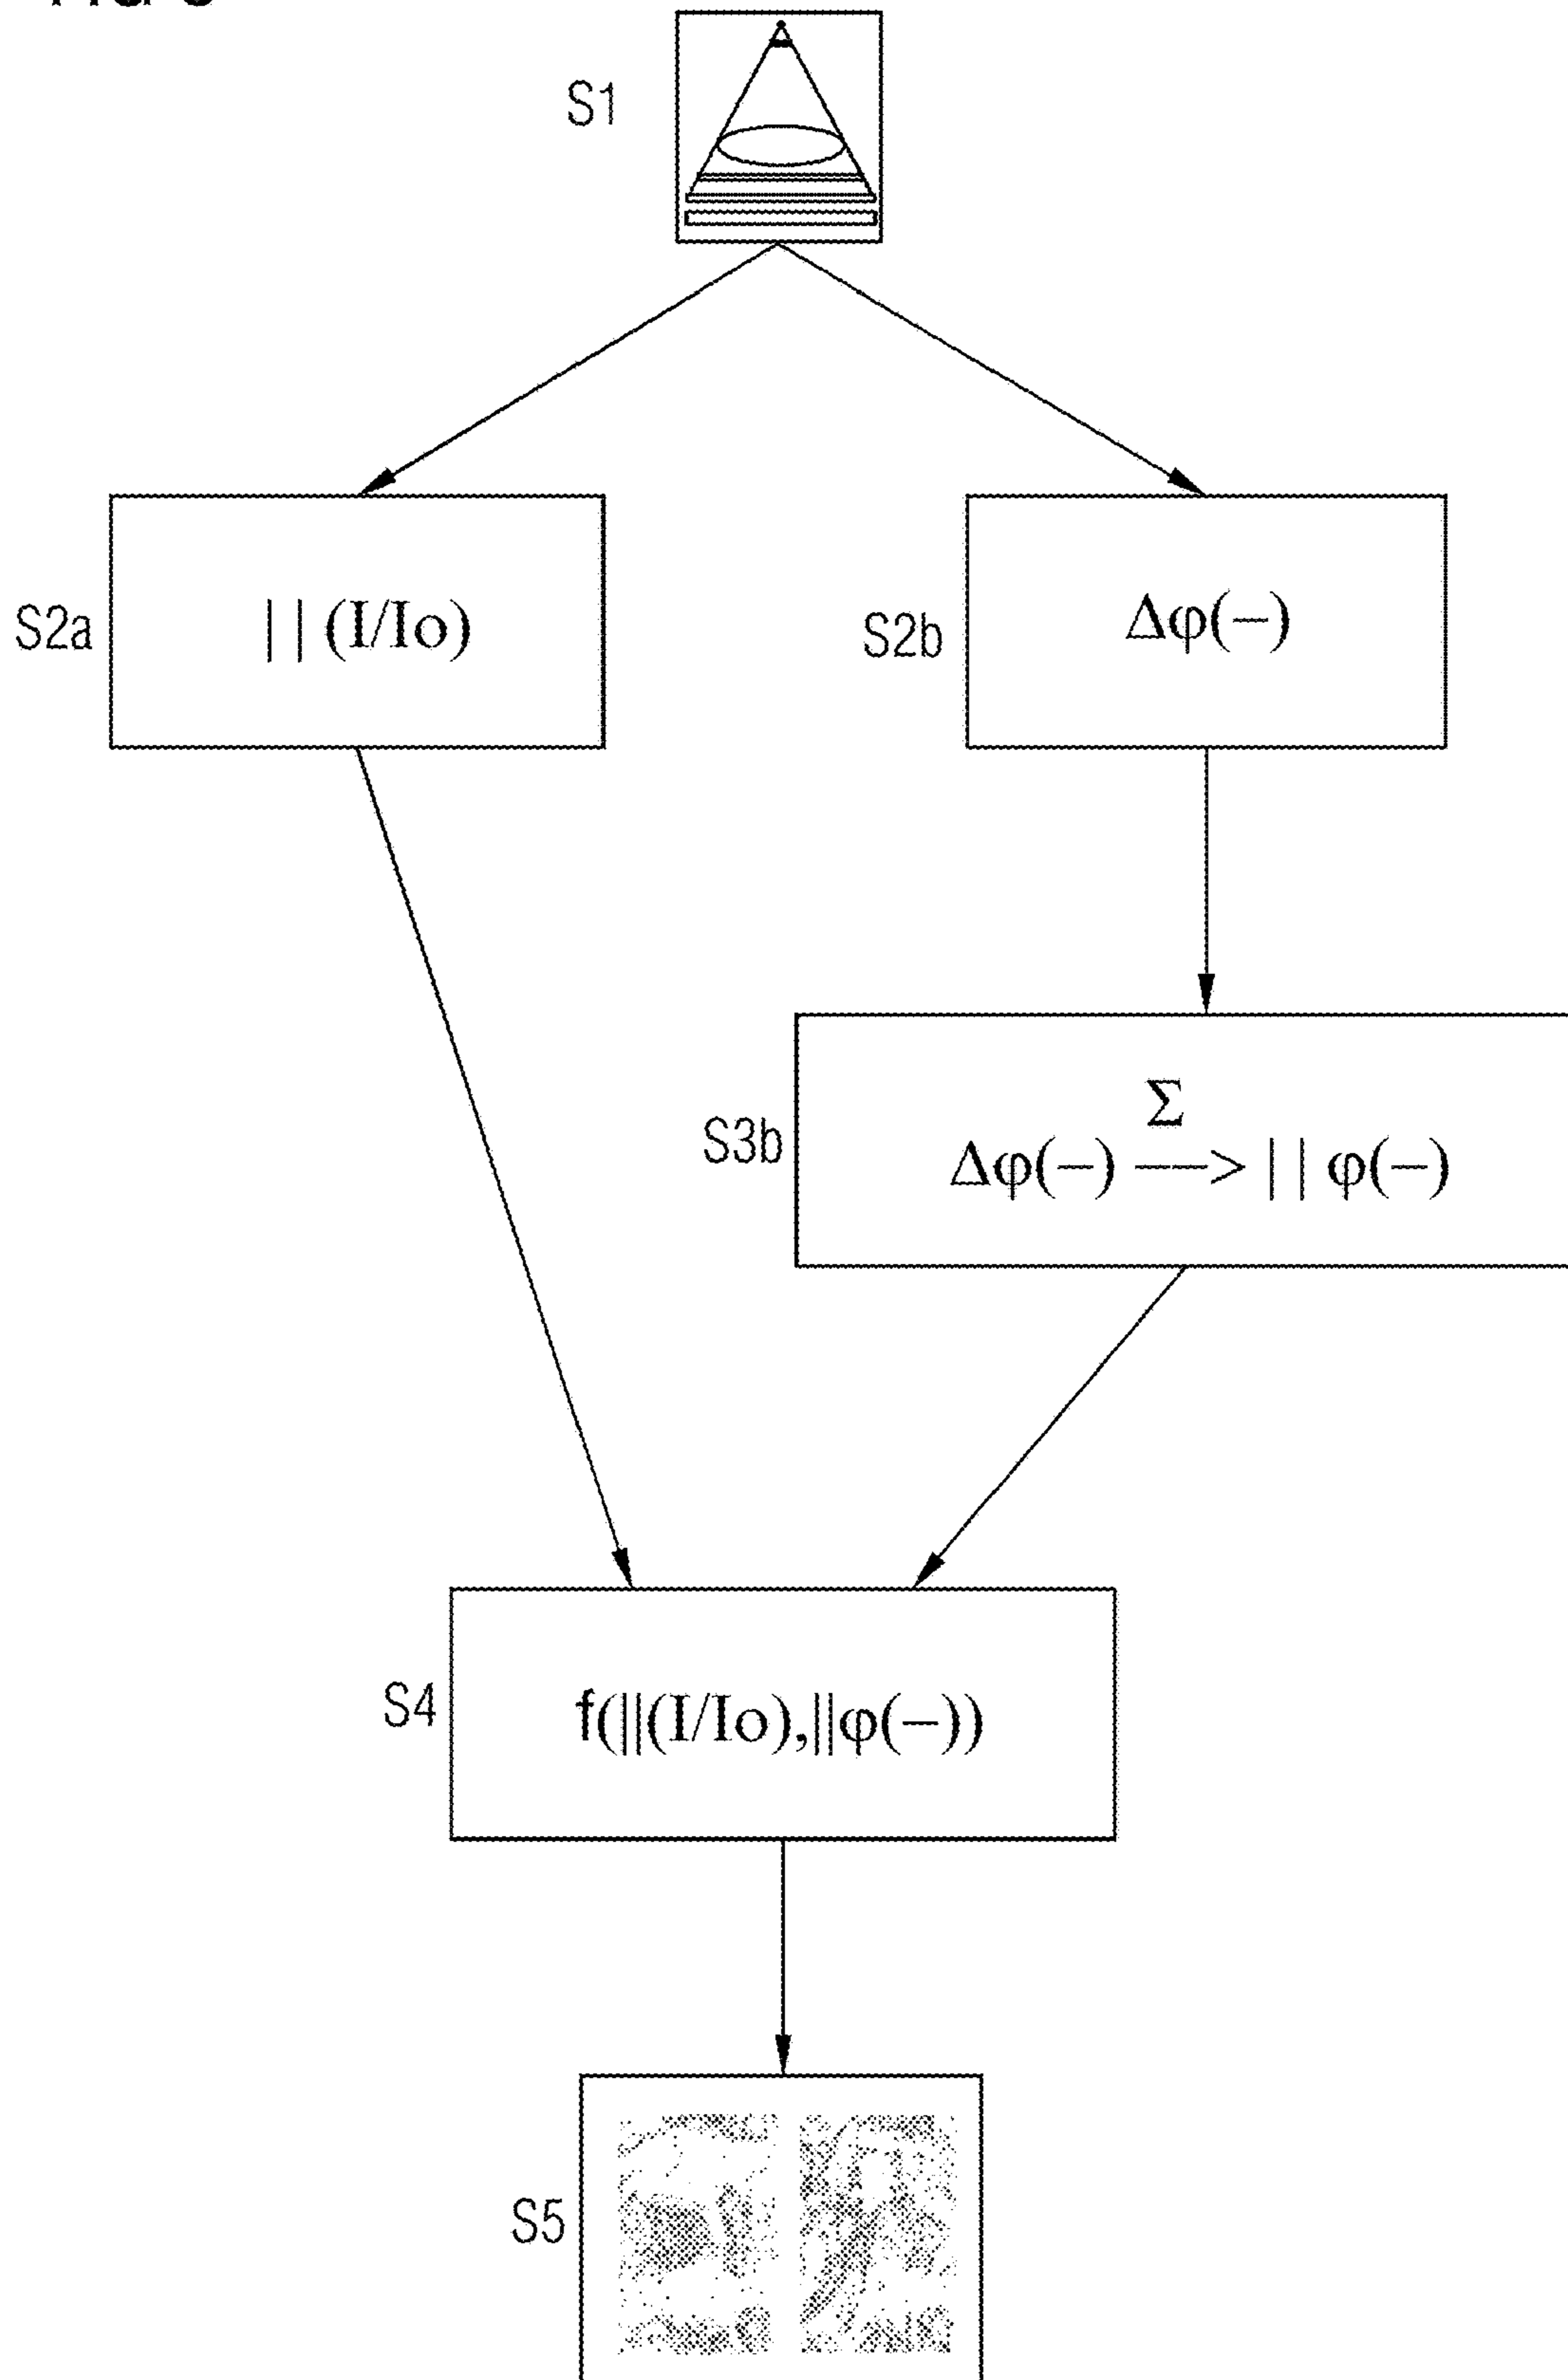 S1
S2a
| | (I/Io)
S2b
Δφ(–)
S3b
Σ
Δφ(–) ––> | | φ(–)
S4
f(||(I/Io),||φ(–))
S5